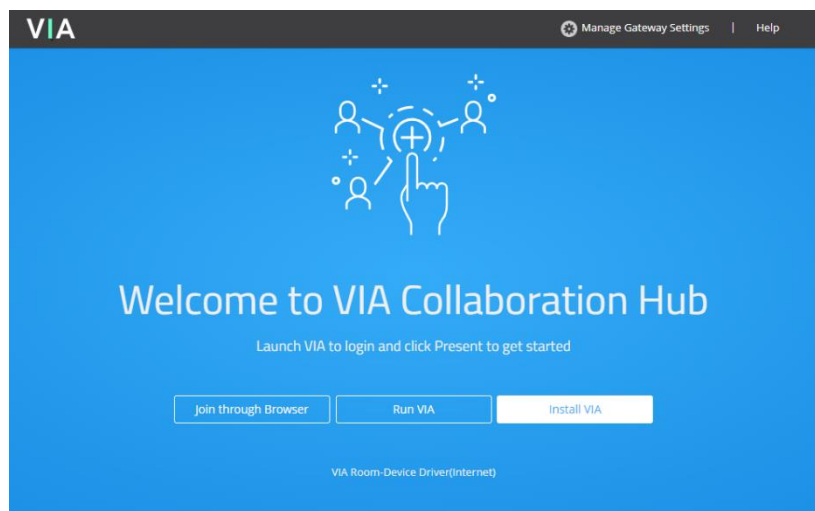 VIA
Manage Gateway Settings | Help
Welcome to VIA Collaboration Hub
Launch VIA to login and click Present to get started
Join through Browser
Run VIA
Install VIA
VIA Room-Device Driver(Internet)